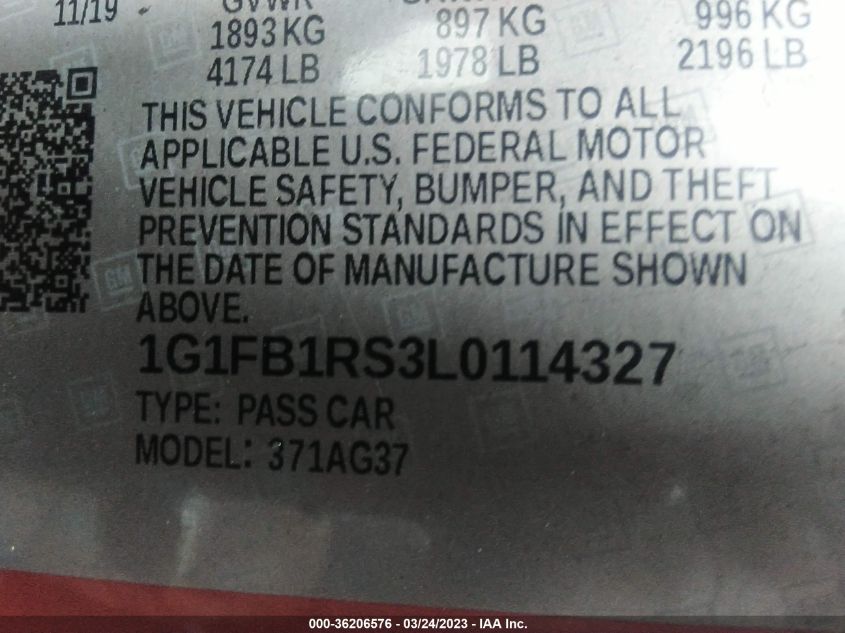 11/19 GVWR
1893 KG 897 KG 996 KG
4174 LB 1978 LB 2196 LB
THIS VEHICLE CONFORMS TO ALL
APPLICABLE U.S. FEDERAL MOTOR
VEHICLE SAFETY, BUMPER, AND THEFT
PREVENTION STANDARDS IN EFFECT ON
THE DATE OF MANUFACTURE SHOWN
ABOVE.
1G1FB1RS3L0114327
TYPE: PASS CAR
MODEL: 371AG37
000-36206576 - 03/24/2023 - IAA Inc.